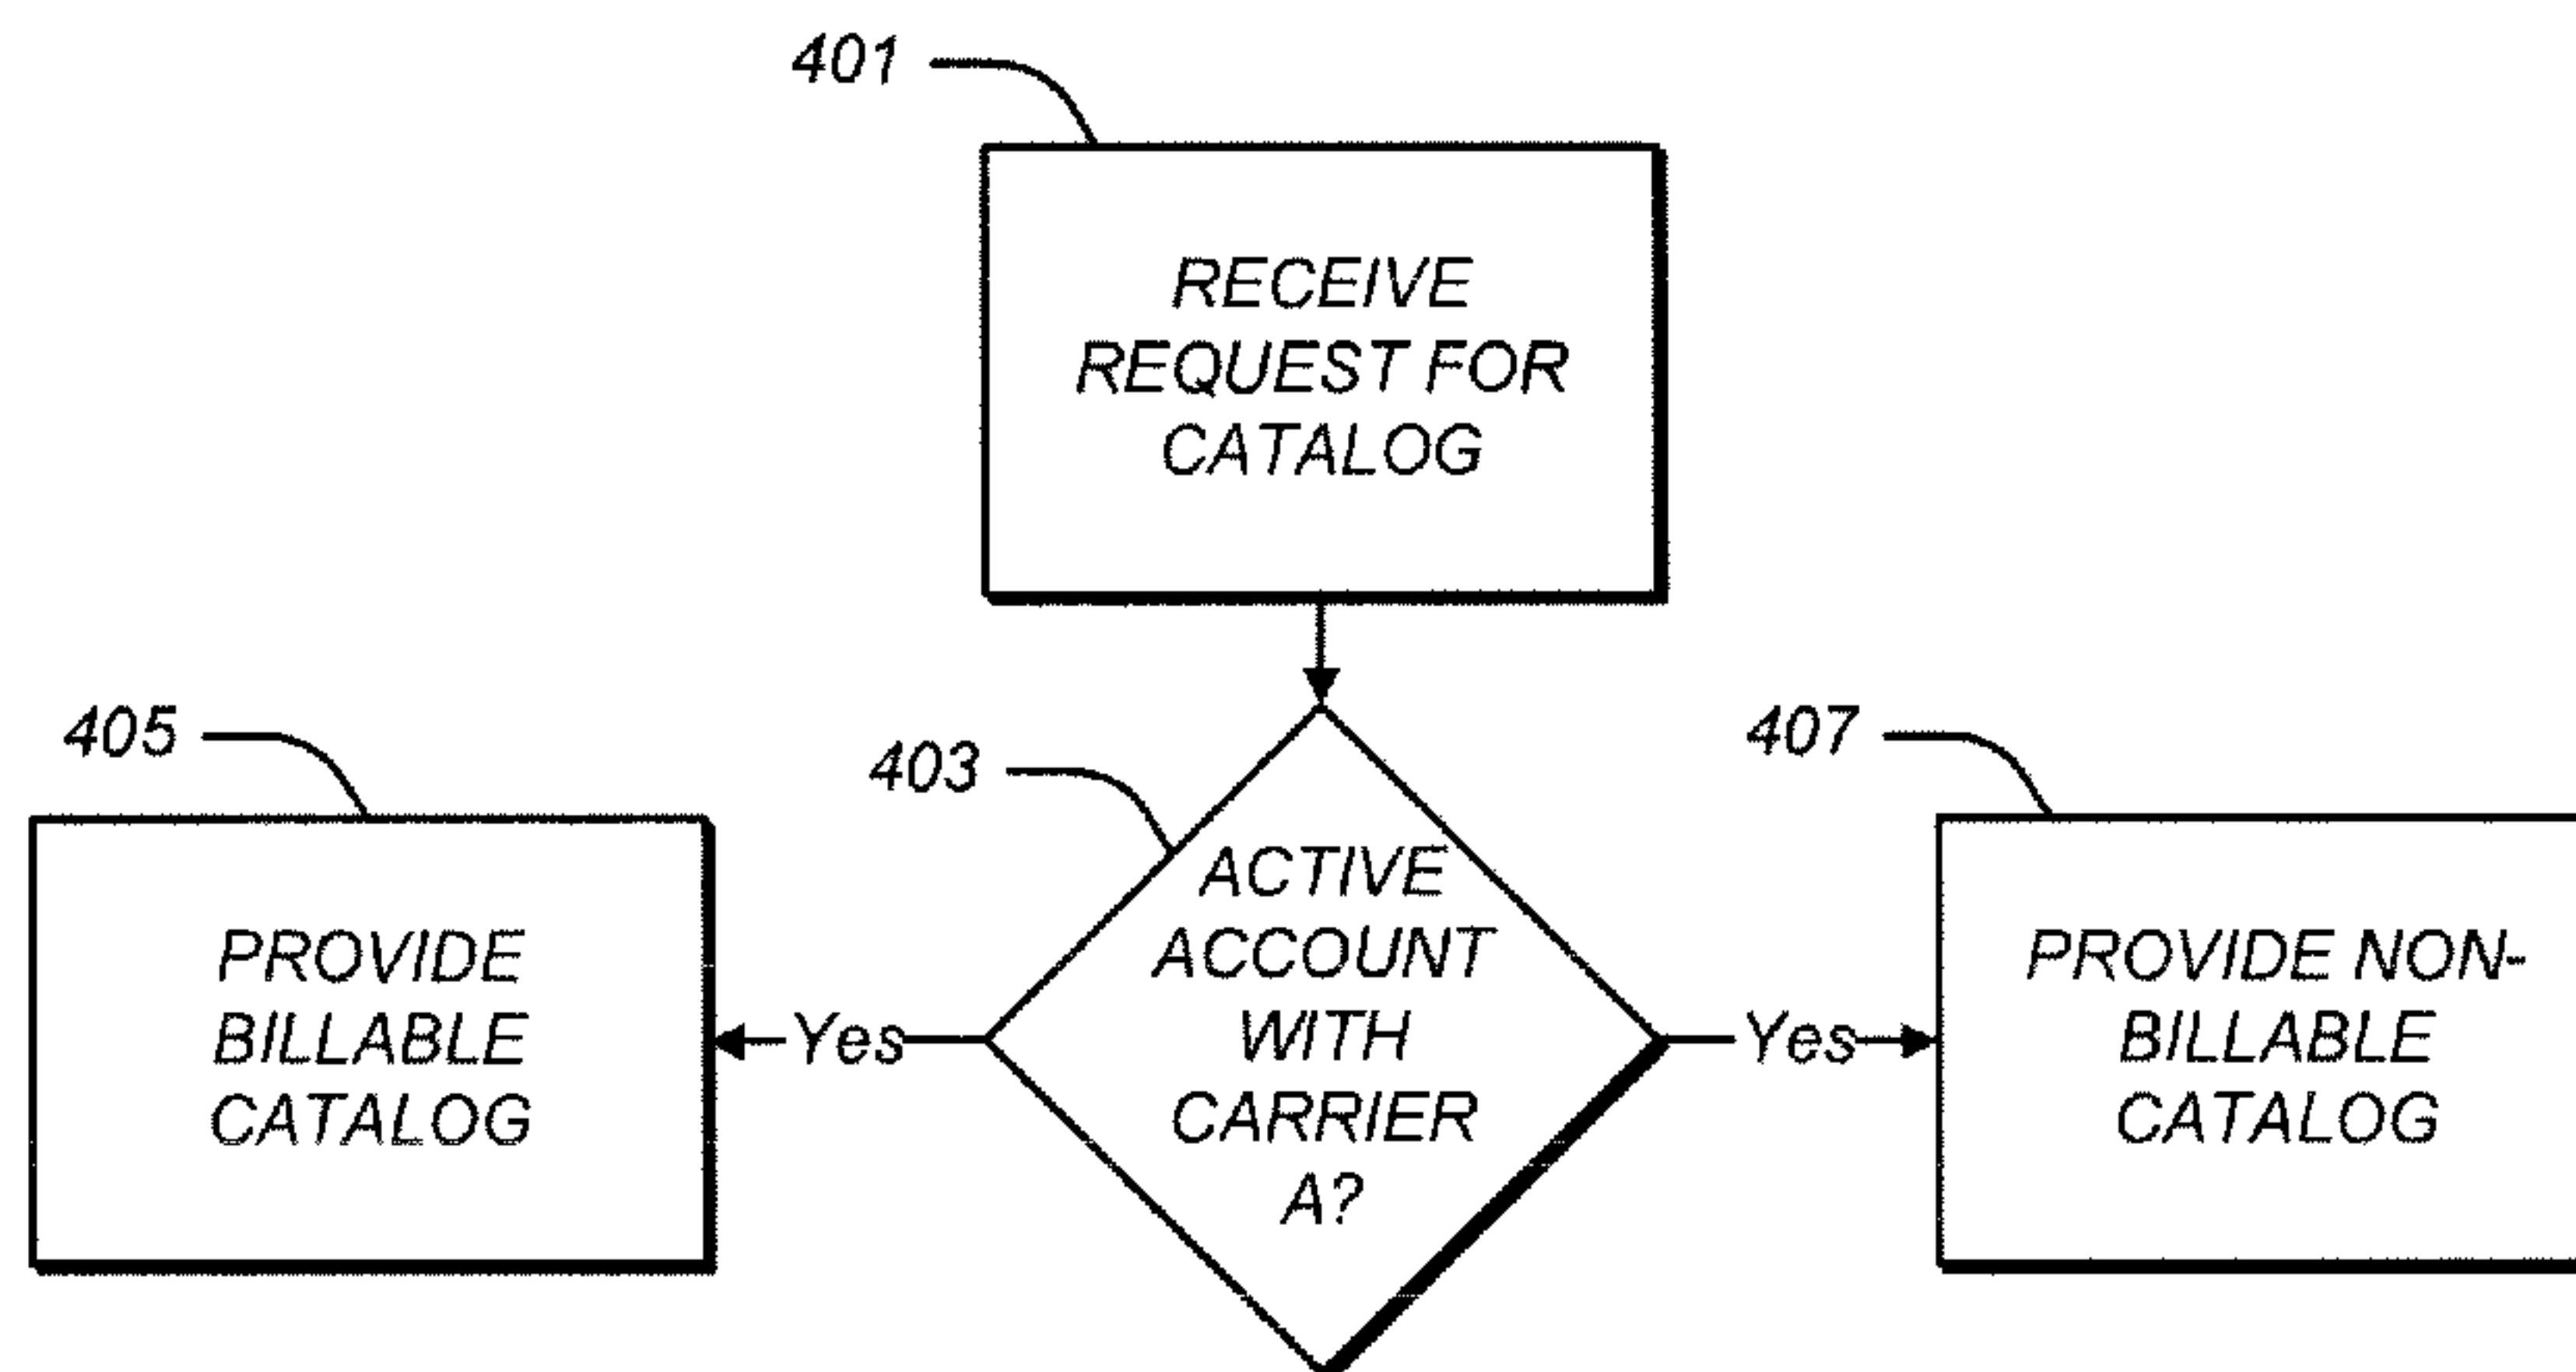 401
RECEIVE
REQUEST FOR
CATALOG
405
403
407
ACTIVE
ACCOUNT
WITH
CARRIER
A?
PROVIDE
BILLABLE
CATALOG
Yes
Yes
PROVIDE NON-
BILLABLE
CATALOG